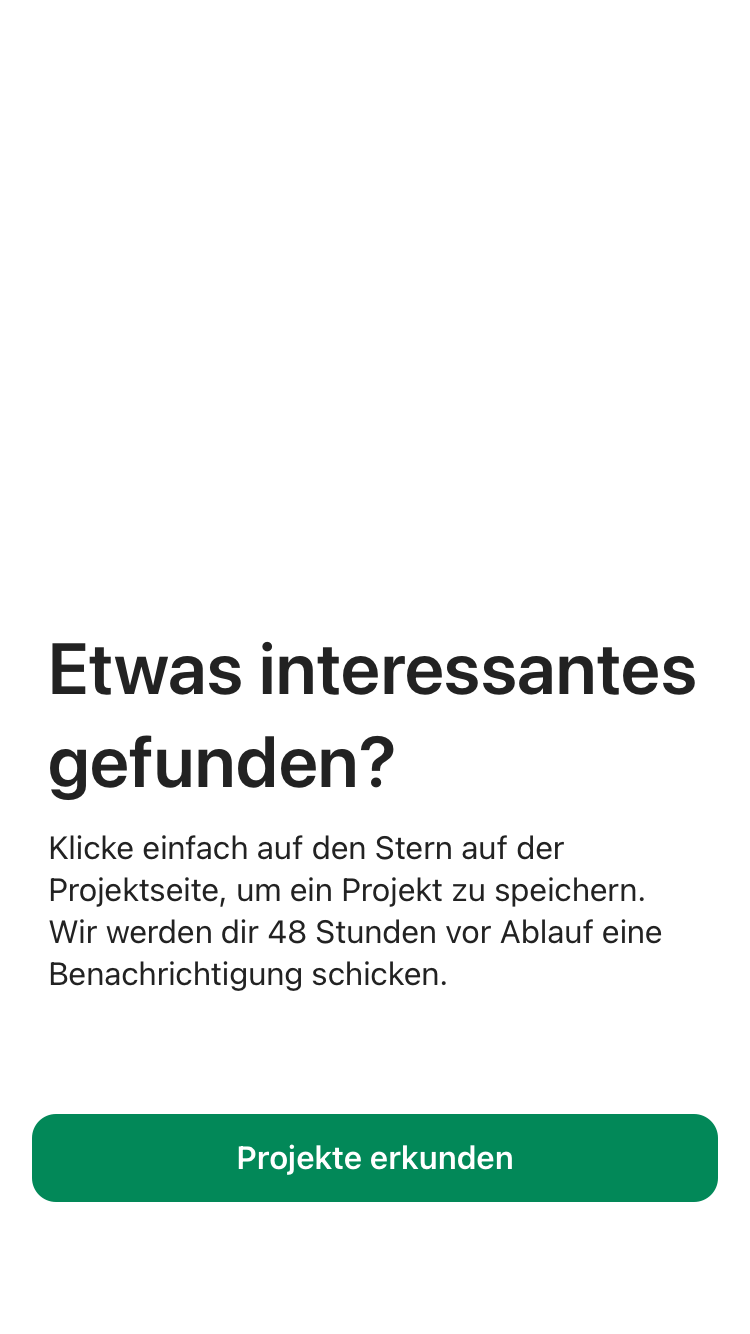 Etwas interessantes
gefunden?
Klicke einfach auf den Stern auf der
Projektseite, um ein Projekt zu speichern.
Wir werden dir 48 Stunden vor Ablauf eine
Benachrichtigung schicken.
Projekte erkunden